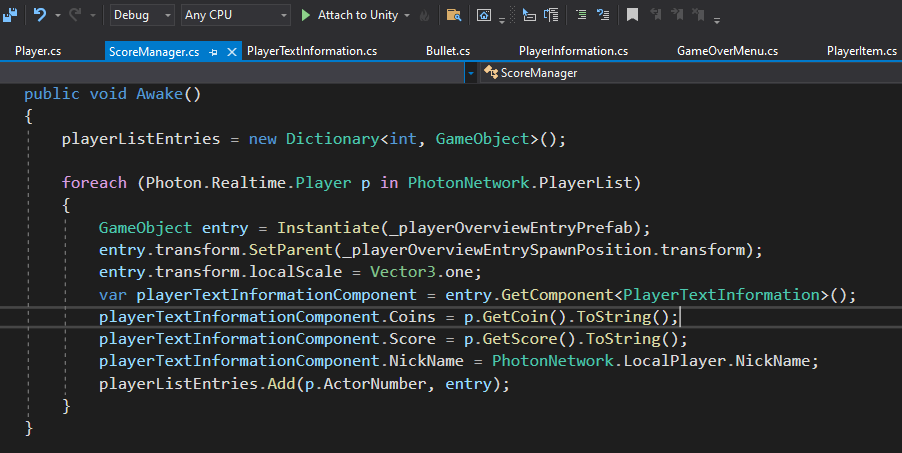 Debug Any CPU Attach to Unity
Player.cs ScoreManager.cs PlayerTextInformation.cs Bullet.cs PlayerInformation.cs GameOverMenu.cs PlayerItem.cs
ScoreManager
public void Awake()
{
playerListEntries = new Dictionary<int, GameObject>();
foreach (Photon.Realtime.Player p in PhotonNetwork.PlayerList)
{
GameObject entry = Instantiate(_playerOverviewEntryPrefab);
entry.transform.SetParent(_playerOverviewEntrySpawnPosition.transform);
entry.transform.localScale = Vector3.one;
var playerTextInformationComponent = entry.GetComponent<PlayerTextInformation>();
playerTextInformationComponent.Coins = p.GetCoin().ToString();
playerTextInformationComponent.Score = p.GetScore().ToString();
playerTextInformationComponent.NickName = PhotonNetwork.LocalPlayer.NickName;
playerListEntries.Add(p.ActorNumber, entry);
}
}